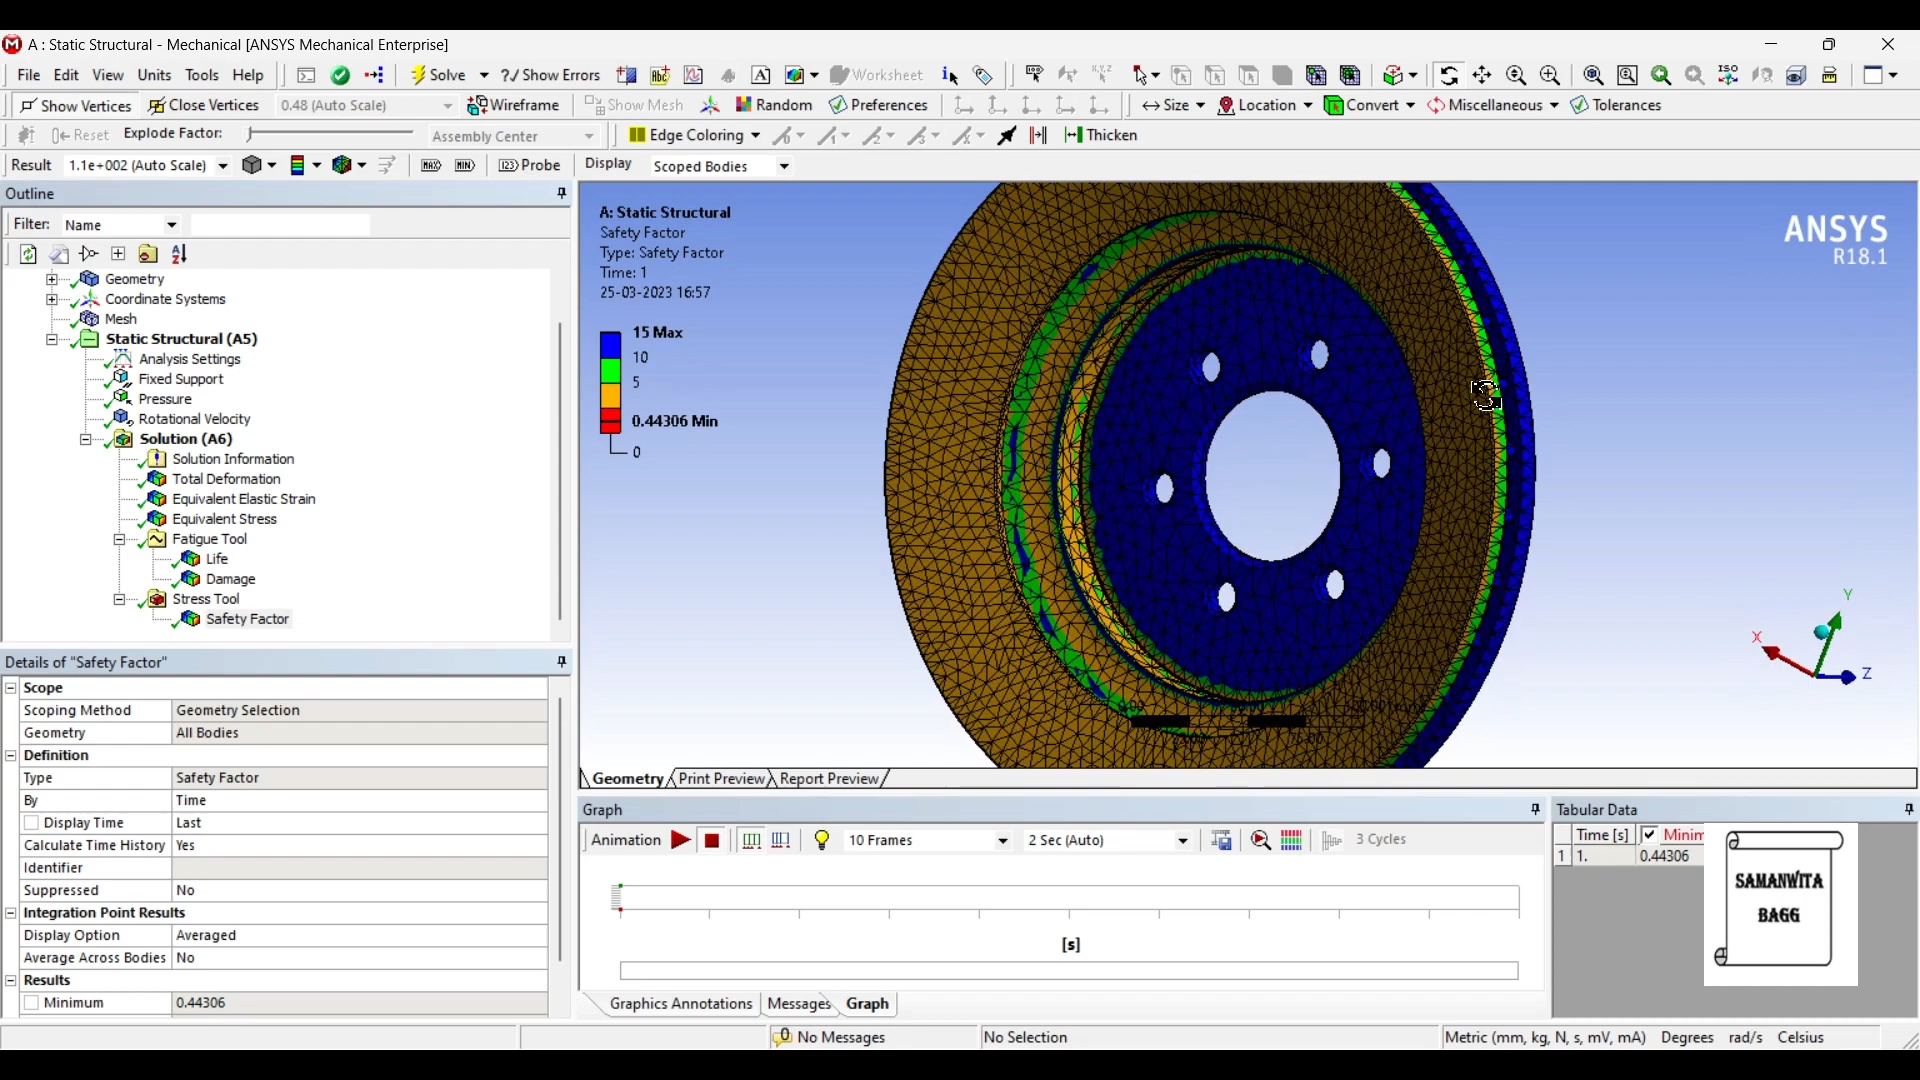 A : Static Structural - Mechanical [ANSYS Mechanical Enterprise]
File Edit View Units Tools Help Solve ?/ Show Errors Worksheet
Show Vertices Close Vertices 0.48 (Auto Scale) Wireframe Show Mesh Random Preferences Size Location Convert Miscellaneous Tolerances
Reset Explode Factor: Assembly Center Edge Coloring Thicken
Result 1.1e+002 (Auto Scale) MAX MIN Probe Display Scoped Bodies
Outline
Filter: Name
Geometry
Coordinate Systems
Mesh
Static Structural (A5)
Analysis Settings
Fixed Support
Pressure
Rotational Velocity
Solution (A6)
Solution Information
Total Deformation
Equivalent Elastic Strain
Equivalent Stress
Fatigue Tool
Life
Damage
Stress Tool
Safety Factor
Details of "Safety Factor"
Scope
Scoping Method Geometry Selection
Geometry All Bodies
Definition
Type Safety Factor
By Time
Display Time Last
Calculate Time History Yes
Identifier
Suppressed No
Integration Point Results
Display Option Averaged
Average Across Bodies No
Results
Minimum 0.44306
A: Static Structural
Safety Factor
Type: Safety Factor
Time: 1
25-03-2023 16:57
15 Max
10
5
0.44306 Min
0
ANSYS
R18.1
Y
X
Z
Geometry Print Preview Report Preview
Graph
Animation 10 Frames 2 Sec (Auto) 3 Cycles
[s]
Graphics Annotations Messages Graph
Tabular Data
Time [s] Minim
1 1. 0.44306
SAMANWITA
BAGG
No Messages No Selection Metric (mm, kg, N, s, mV, mA) Degrees rad/s Celsius